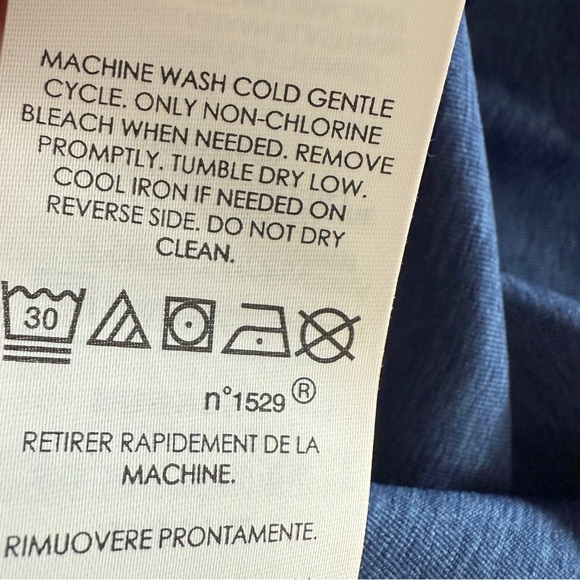 MACHINE WASH COLD GENTLE
CYCLE. ONLY NON-CHLORINE
BLEACH WHEN NEEDED. REMOVE
PROMPTLY. TUMBLE DRY LOW.
COOL IRON IF NEEDED ON
REVERSE SIDE. DO NOT DRY
CLEAN.
30
n°1529®
RETIRER RAPIDEMENT DE LA
MACHINE.
RIMUOVERE PRONTAMENTE.